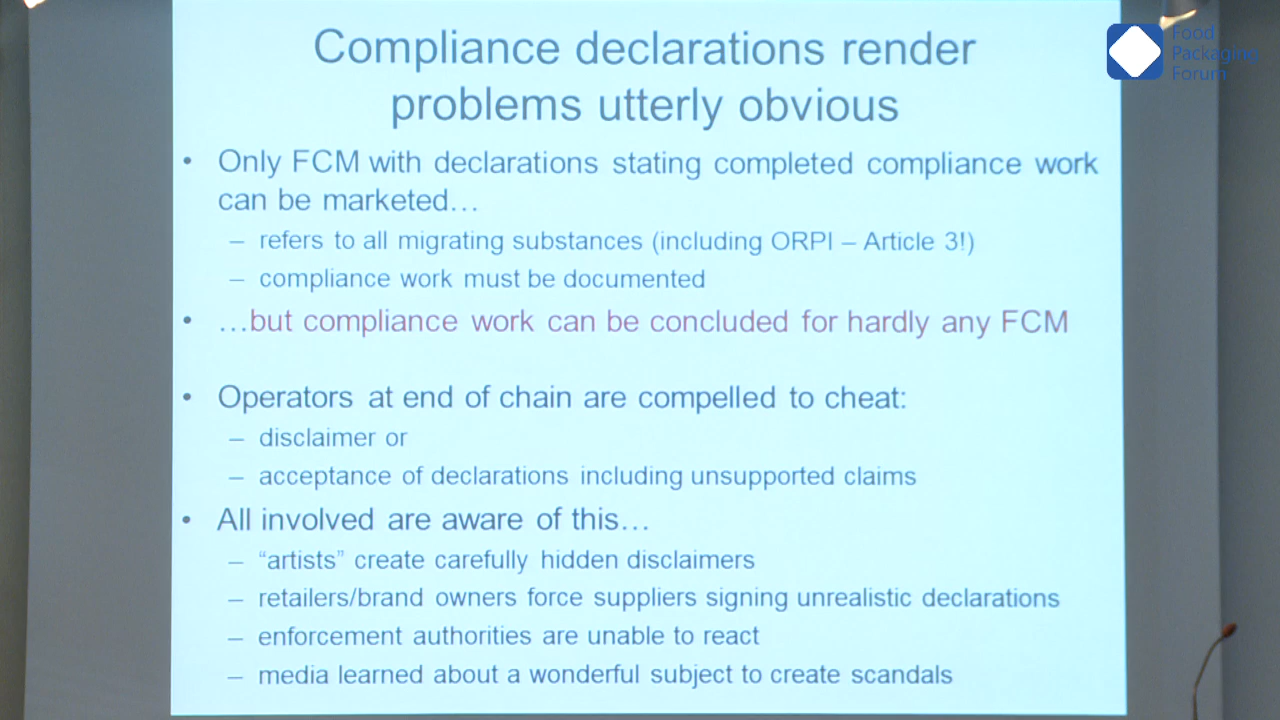 Compliance declarations render
problems utterly obvious
• Only FCM with declarations stating completed compliance work
can be marketed…
– refers to all migrating substances (including ORPI – Article 3!)
– compliance work must be documented
• …but compliance work can be concluded for hardly any FCM
• Operators at end of chain are compelled to cheat:
– disclaimer or
– acceptance of declarations including unsupported claims
• All involved are aware of this…
– “artists” create carefully hidden disclaimers
– retailers/brand owners force suppliers signing unrealistic declarations
– enforcement authorities are unable to react
– media learned about a wonderful subject to create scandals
Food
Packaging
Forum